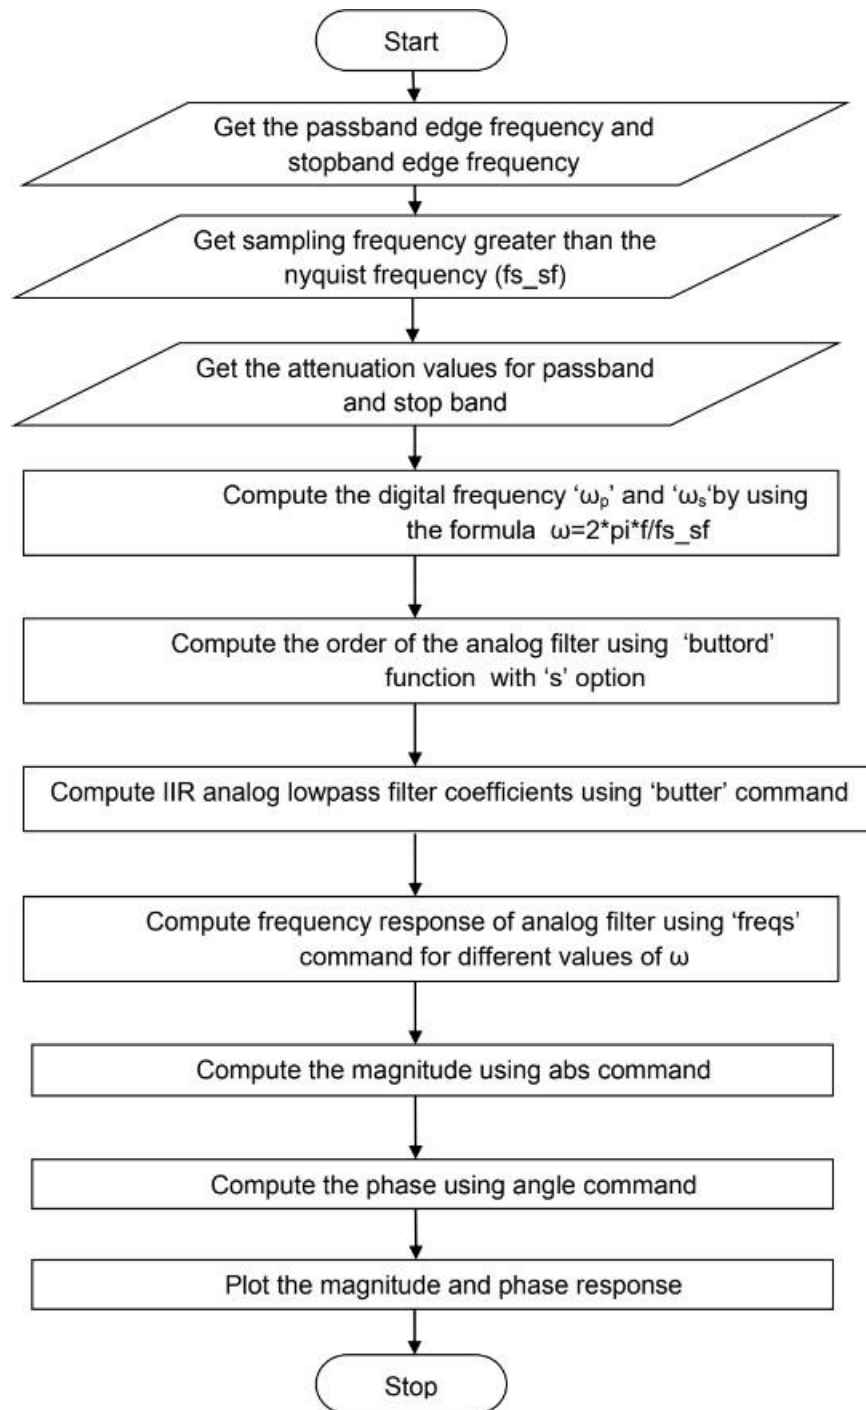 Start
Get the passband edge frequency and
stopband edge frequency
Get sampling frequency greater than the
nyquist frequency (fs_sf)
Get the attenuation values for passband
and stop band
Compute the digital frequency ‘ωₚ’ and ‘ωₛ‘by using
the formula ω=2*pi*f/fs_sf
Compute the order of the analog filter using ‘buttord’
function with ‘s’ option
Compute IIR analog lowpass filter coefficients using ‘butter’ command
Compute frequency response of analog filter using ‘freqs’
command for different values of ω
Compute the magnitude using abs command
Compute the phase using angle command
Plot the magnitude and phase response
Stop